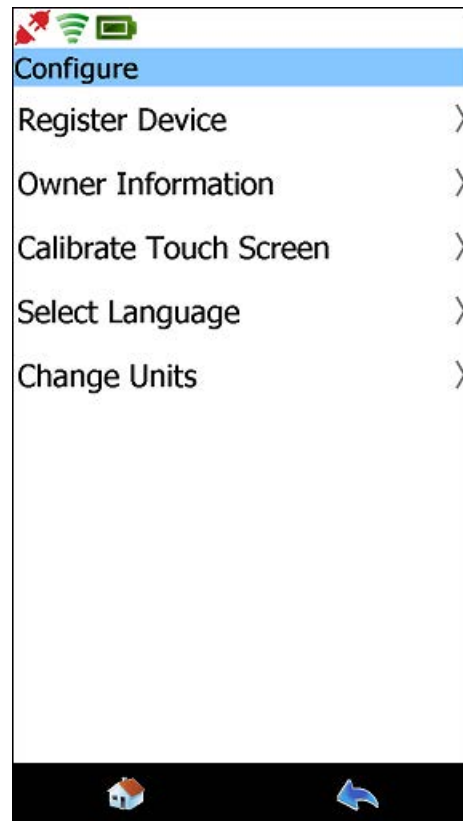 Configure
Register Device
Owner Information
Calibrate Touch Screen
Select Language
Change Units